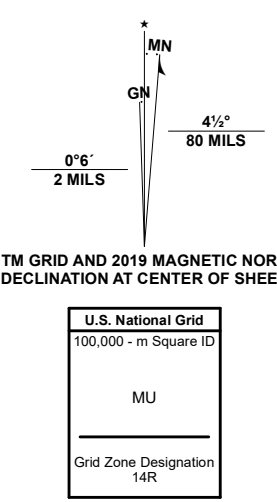 ★
MN
GN
4½°
80 MILS
0°6´
2 MILS
TM GRID AND 2019 MAGNETIC NOR
DECLINATION AT CENTER OF SHEE
U.S. National Grid
100,000 - m Square ID
MU
Grid Zone Designation
14R